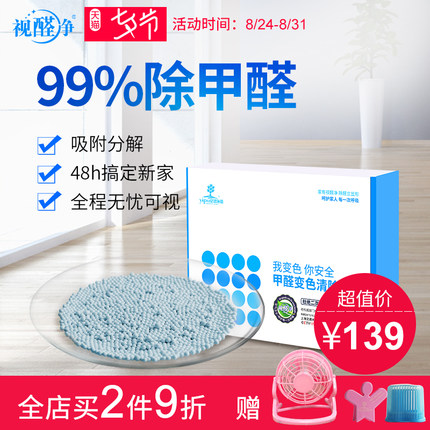 视醛净
天猫 七夕节 活动时间：8/24-8/31
99%除甲醛
吸附分解
48h搞定新家
全程无忧可视
我变色 你安全
甲醛变色清除
超值价
¥139
全店买2件9折 赠